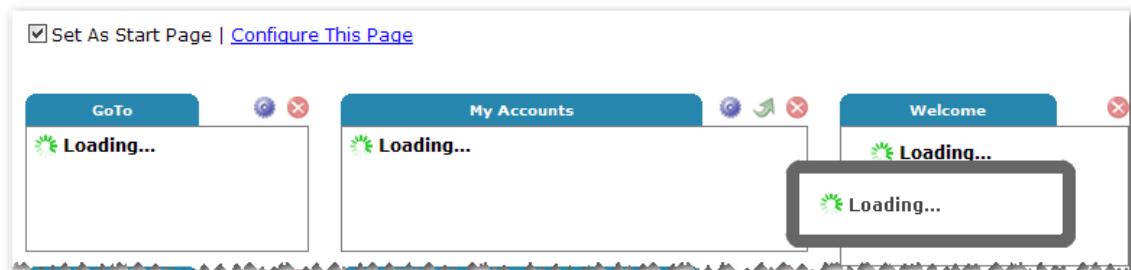 Set As Start Page | Configure This Page
GoTo
My Accounts
Welcome
Loading...
Loading...
Loading...
Loading...